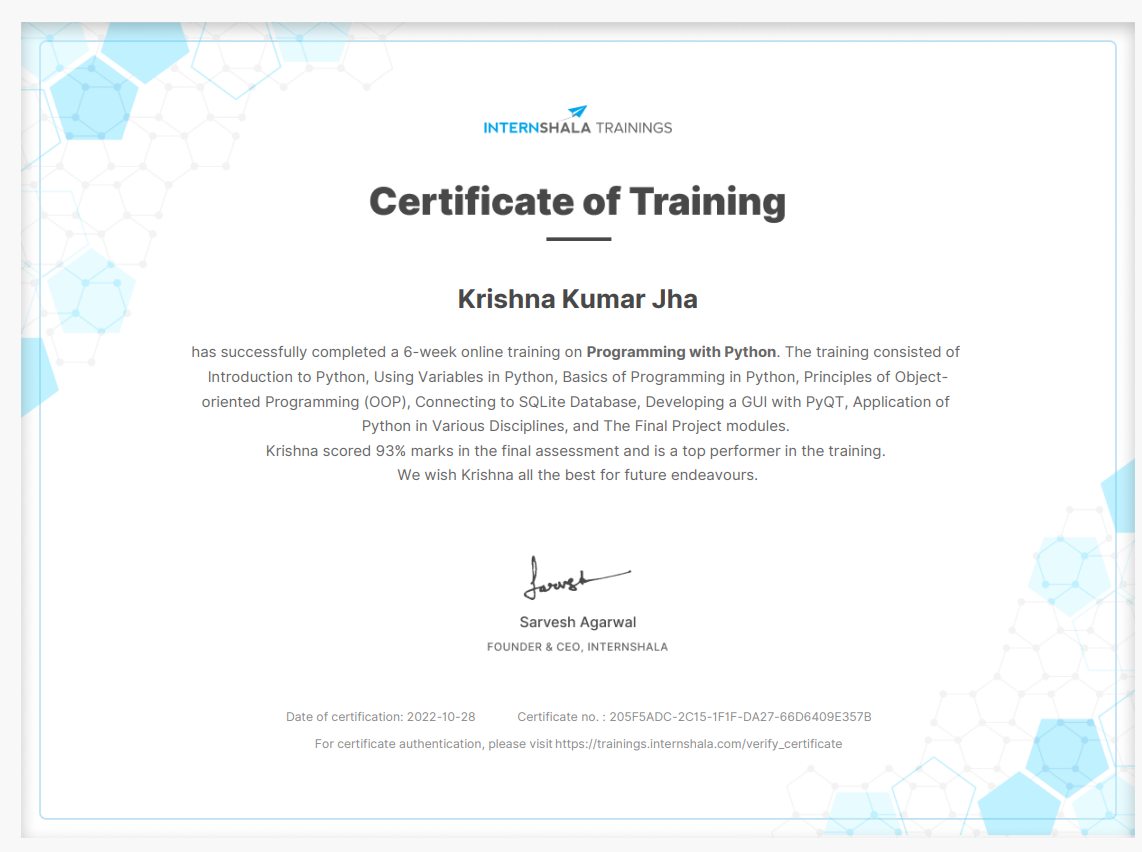 INTERNSHALA TRAININGS
Certificate of Training
Krishna Kumar Jha
has successfully completed a 6-week online training on Programming with Python. The training consisted of
Introduction to Python, Using Variables in Python, Basics of Programming in Python, Principles of Object-
oriented Programming (OOP), Connecting to SQLite Database, Developing a GUI with PyQT, Application of
Python in Various Disciplines, and The Final Project modules.
Krishna scored 93% marks in the final assessment and is a top performer in the training.
We wish Krishna all the best for future endeavours.
Sarvesh
Sarvesh Agarwal
FOUNDER & CEO, INTERNSHALA
Date of certification: 2022-10-28 Certificate no. : 205F5ADC-2C15-1F1F-DA27-66D6409E357B
For certificate authentication, please visit https://trainings.internshala.com/verify_certificate